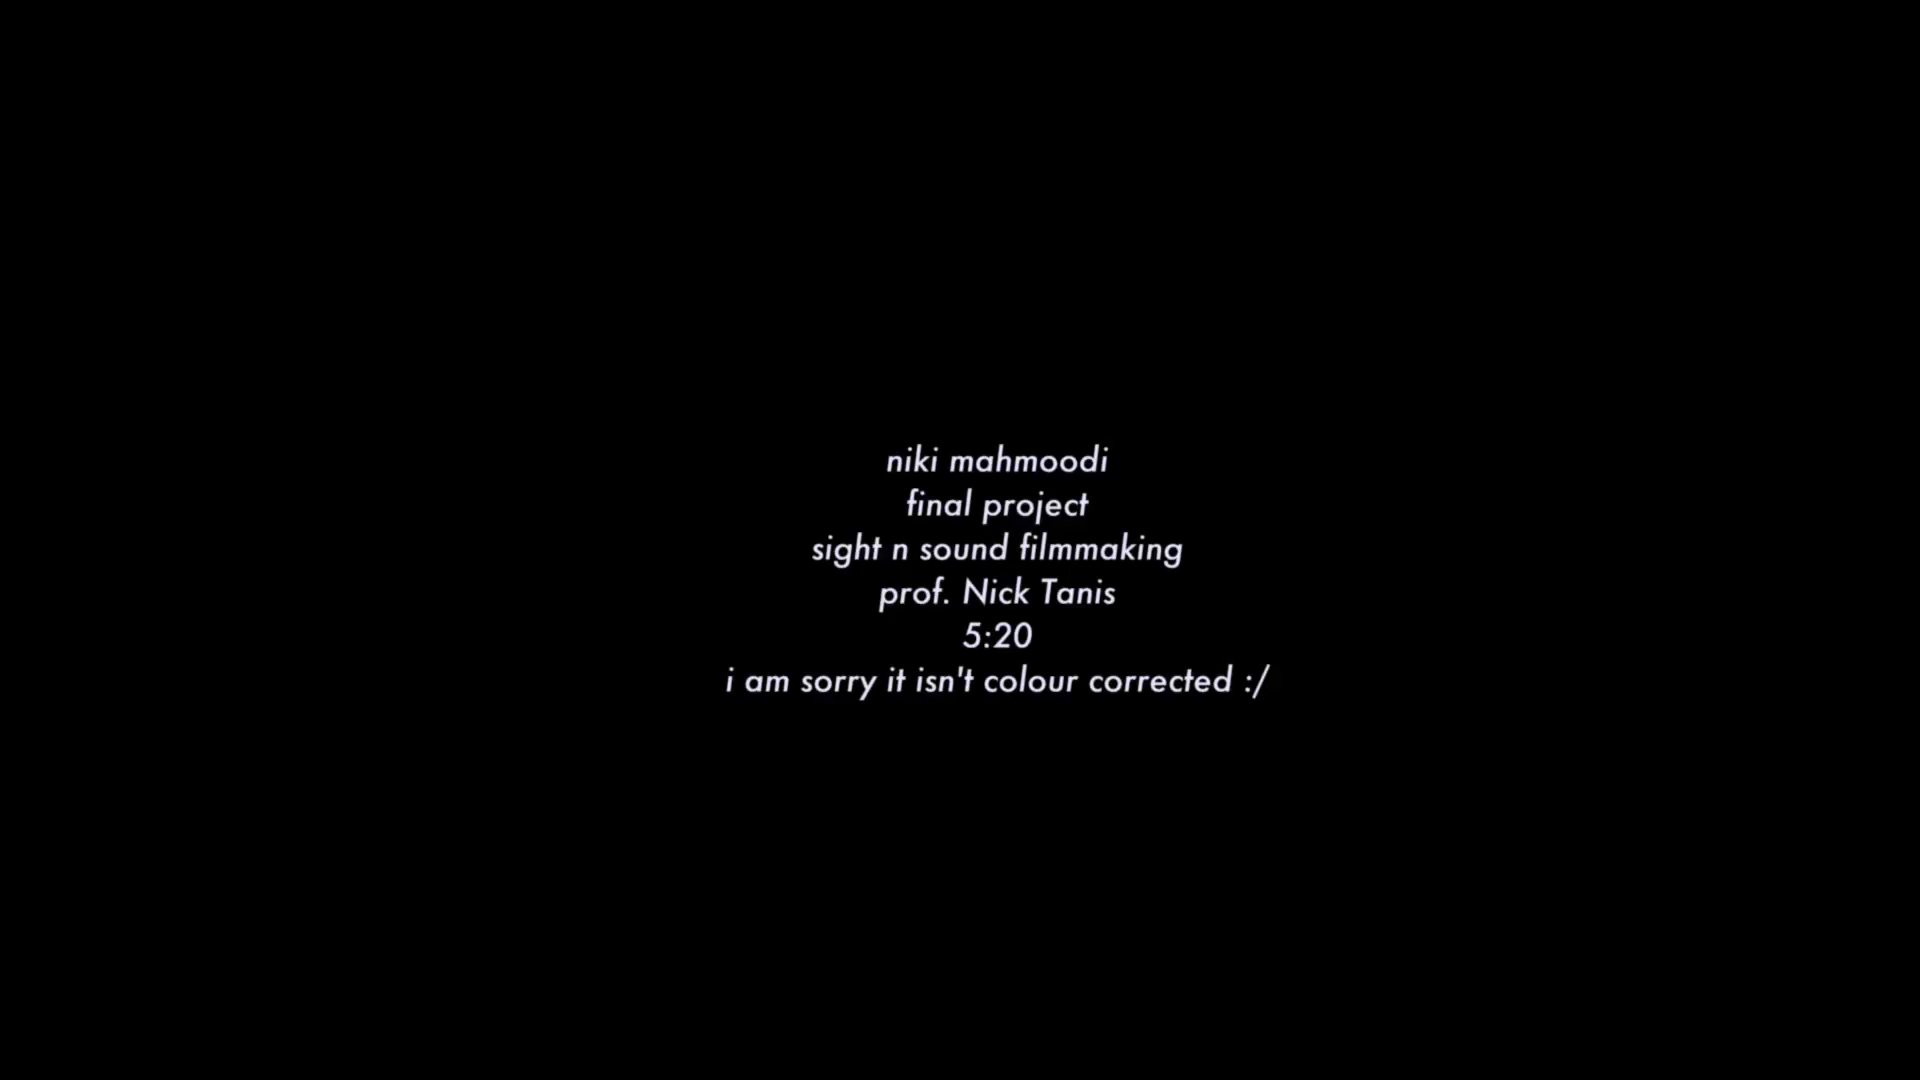 niki mahmoodi
final project
sight n sound filmmaking
prof. Nick Tanis
5:20
i am sorry it isn't colour corrected :/